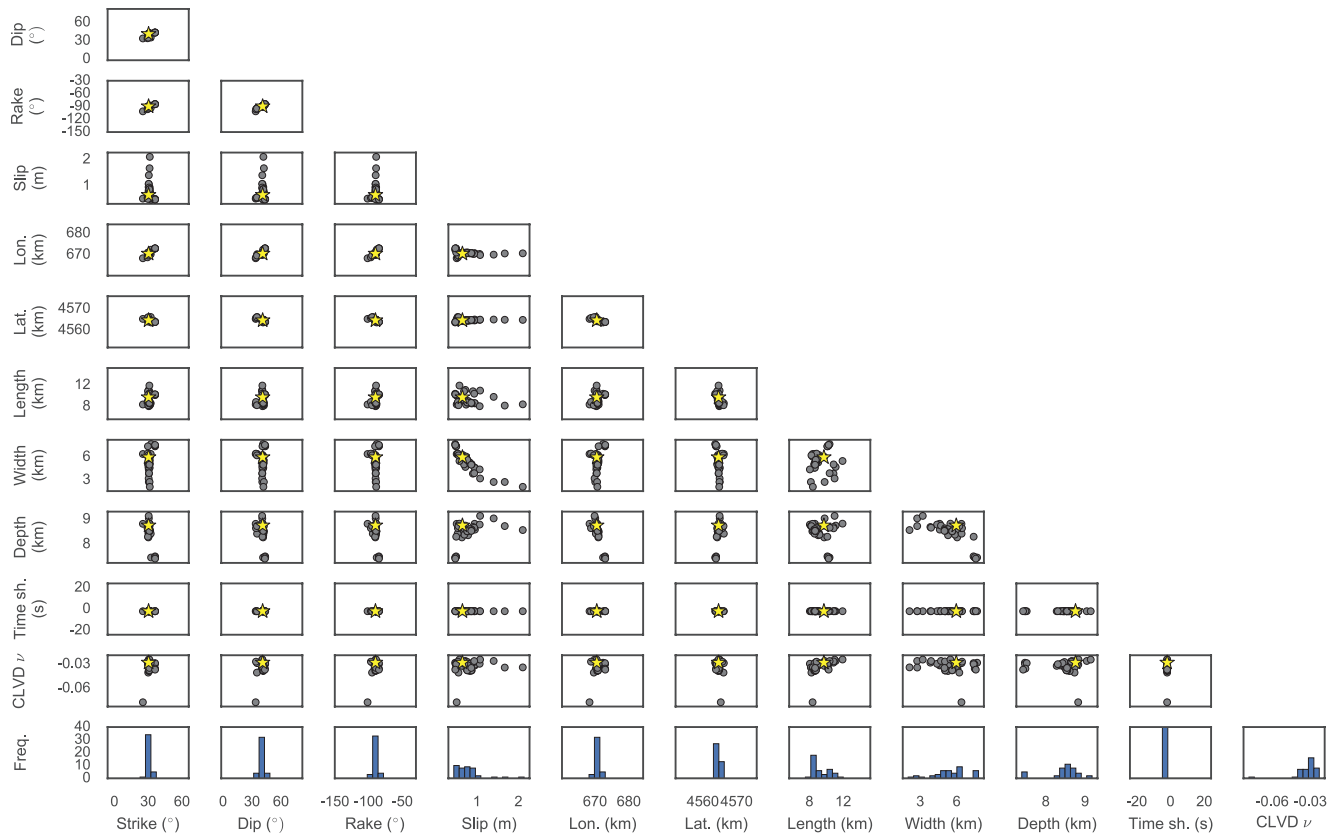 Dip (°)
60
30
0
Rake (°)
-30
-60
-90
-120
-150
Slip (m)
2
1
Lon. (km)
680
670
Lat. (km)
4570
4560
Length (km)
12
8
Width (km)
6
3
Depth (km)
9
8
Time sh. (s)
20
0
-20
CLVD ν
-0.03
-0.06
Freq.
40
30
20
10
0
0 30 60
0 30 60
-150 -100 -50
1 2
670 680
4560 4570
8 12
3 6
8 9
-20 0 20
-0.06 -0.03
Strike (°)
Dip (°)
Rake (°)
Slip (m)
Lon. (km)
Lat. (km)
Length (km)
Width (km)
Depth (km)
Time sh. (s)
CLVD ν